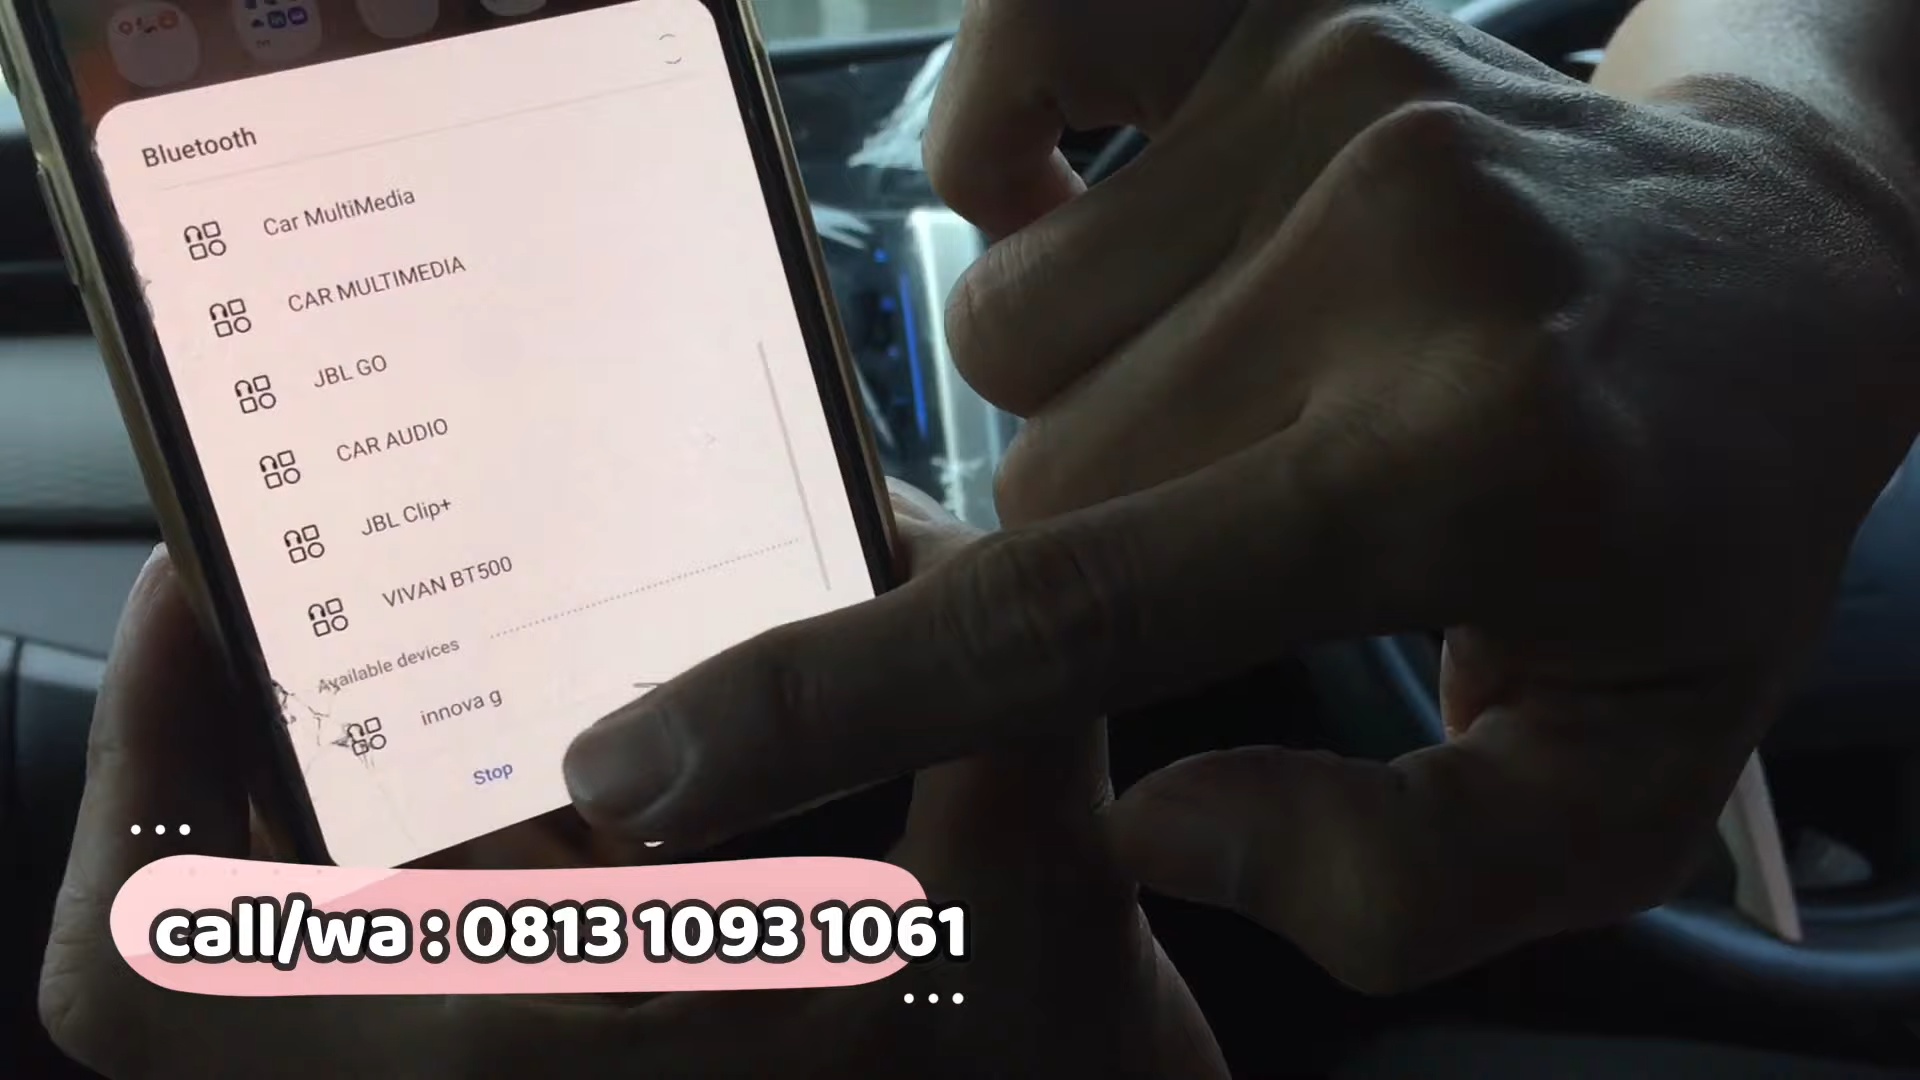 Bluetooth
Car MultiMedia
CAR MULTIMEDIA
JBL GO
CAR AUDIO
JBL Clip+
VIVAN BT500
Available devices
innova g
Stop
call/wa : 0813 1093 1061